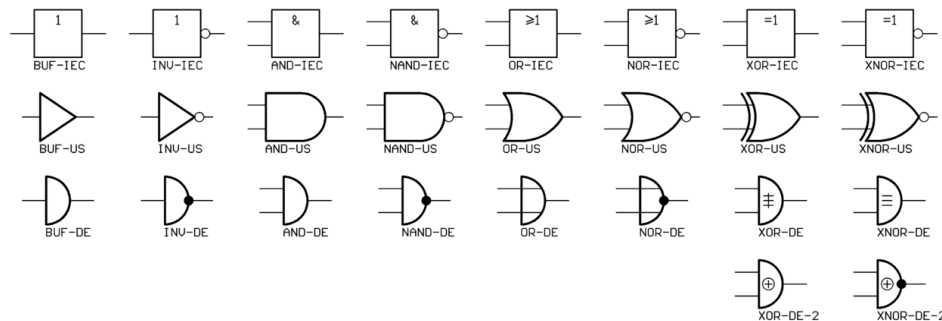 1 1 & & ≥1 ≥1 =1 =1
BUF-IEC INV-IEC AND-IEC NAND-IEC OR-IEC NOR-IEC XOR-IEC XNOR-IEC
BUF-US INV-US AND-US NAND-US OR-US NOR-US XOR-US XNOR-US
BUF-DE INV-DE AND-DE NAND-DE OR-DE NOR-DE XOR-DE XNOR-DE
XOR-DE-2 XNOR-DE-2